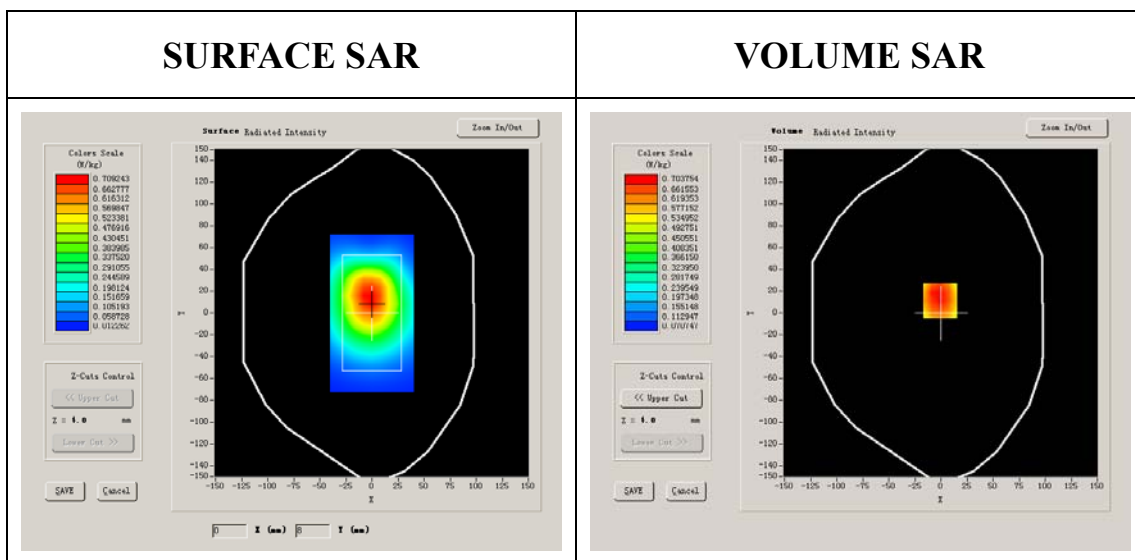 SURFACE SAR
VOLUME SAR
Surface Radiated Intensity
Zoom In/Out
Colors Scale
(W/kg)
0.709243
0.662777
0.616312
0.569847
0.523381
0.476916
0.430451
0.383985
0.337520
0.291055
0.244589
0.198124
0.151659
0.105193
0.058728
0.012262
150
120
100
80
60
40
20
0
-20
-40
-60
-80
-100
-120
-140
-150
Y
-150 -125 -100 -75 -50 -25 0 25 50 75 100 125 150
X
Z-Cuts Control
<< Upper Cut
Z = 4.0 mm
Lower Cut >>
SAVE Cancel
0 X (mm) 8 Y (mm)
Volume Radiated Intensity
Zoom In/Out
Colors Scale
(W/kg)
0.703754
0.661553
0.619353
0.577152
0.534952
0.492751
0.450551
0.408351
0.366150
0.323950
0.281749
0.239549
0.197348
0.155148
0.112947
0.070747
150
120
100
80
60
40
20
0
-20
-40
-60
-80
-100
-120
-140
-150
Y
-150 -125 -100 -75 -50 -25 0 25 50 75 100 125 150
X
Z-Cuts Control
<< Upper Cut
Z = 4.0 mm
Lower Cut >>
SAVE Cancel